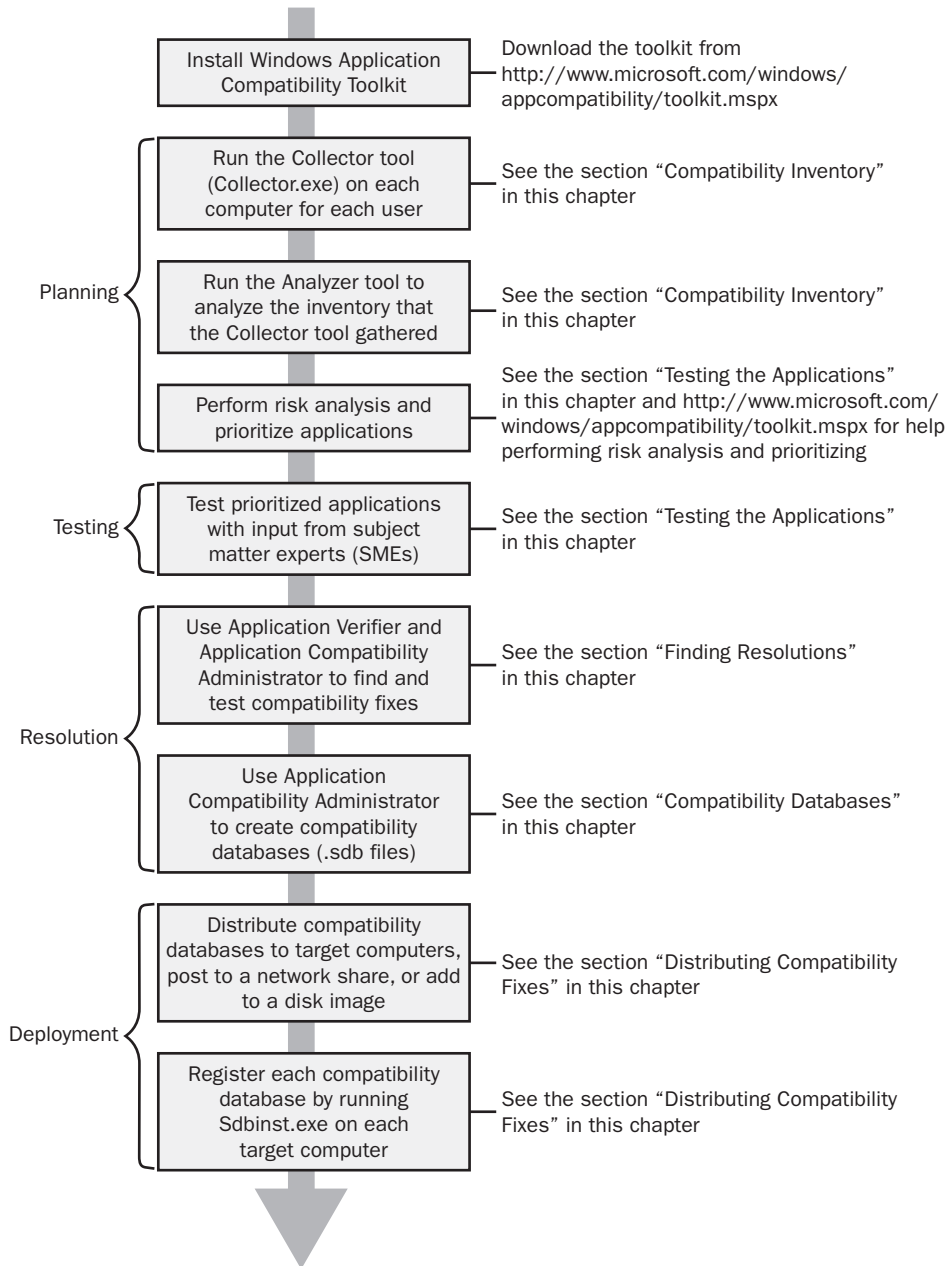 Install Windows Application
Compatibility Toolkit
Download the toolkit from
http://www.microsoft.com/windows/
appcompatibility/toolkit.mspx
Planning
Run the Collector tool
(Collector.exe) on each
computer for each user
See the section “Compatibility Inventory”
in this chapter
Run the Analyzer tool to
analyze the inventory that
the Collector tool gathered
See the section “Compatibility Inventory”
in this chapter
Perform risk analysis and
prioritize applications
See the section “Testing the Applications”
in this chapter and http://www.microsoft.com/
windows/appcompatibility/toolkit.mspx for help
performing risk analysis and prioritizing
Testing
Test prioritized applications
with input from subject
matter experts (SMEs)
See the section “Testing the Applications”
in this chapter
Resolution
Use Application Verifier and
Application Compatibility
Administrator to find and
test compatibility fixes
See the section “Finding Resolutions”
in this chapter
Use Application
Compatibility Administrator
to create compatibility
databases (.sdb files)
See the section “Compatibility Databases”
in this chapter
Deployment
Distribute compatibility
databases to target computers,
post to a network share, or add
to a disk image
See the section “Distributing Compatibility
Fixes” in this chapter
Register each compatibility
database by running
Sdbinst.exe on each
target computer
See the section “Distributing Compatibility
Fixes” in this chapter